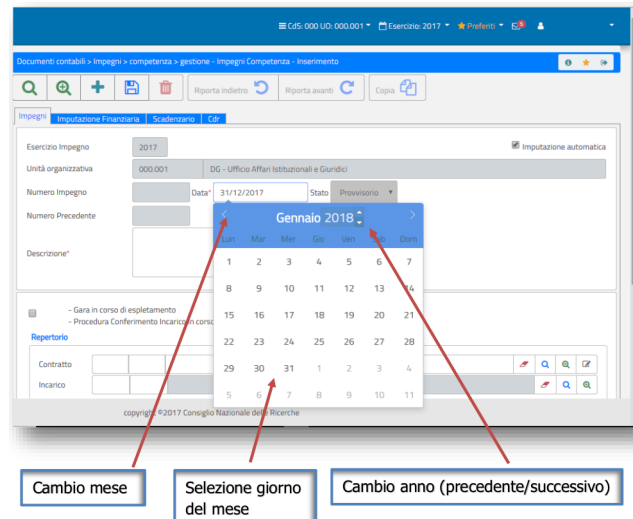 CdS: 000 UO: 000.001 Esercizio: 2017 Preferiti 5
Documenti contabili > Impegni > competenza > gestione - Impegni Competenza - Inserimento
Riporta indietro Riporta avanti Copia
Impegni Imputazione Finanziaria Scadenzario Cdr
Esercizio Impegno 2017 Imputazione automatica
Unità organizzativa 000.001 DG - Ufficio Affari Istituzionali e Giuridici
Numero Impegno Data* 31/12/2017 Stato Provvisorio
Numero Precedente
Gennaio 2018
Lun Mar Mer Gio Ven Sab Dom
Descrizione*
1 2 3 4 5 6 7
8 9 10 11 12 13 14
15 16 17 18 19 20 21
22 23 24 25 26 27 28
29 30 31 1 2 3 4
5 6 7 8 9 10 11
- Gara in corso di espletamento
- Procedura Conferimento Incarico in corso
Repertorio
Contratto
Incarico
copyright ©2017 Consiglio Nazionale delle Ricerche
Cambio mese
Selezione giorno
del mese
Cambio anno (precedente/successivo)